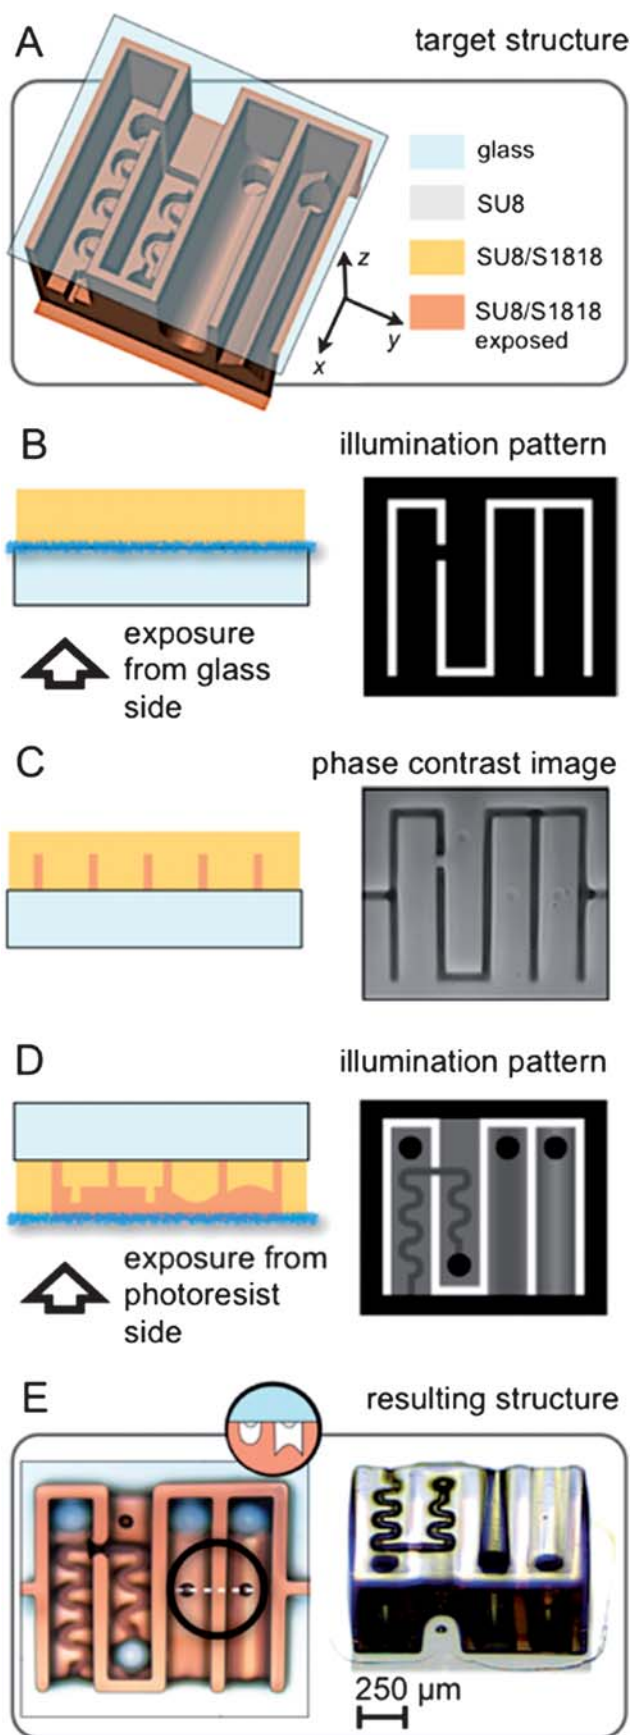 A
target structure
glass
SU8
SU8/S1818
SU8/S1818
exposed
z
y
x
B
illumination pattern
exposure
from glass
side
C
phase contrast image
D
illumination pattern
exposure from
photoresist
side
E
resulting structure
250 µm